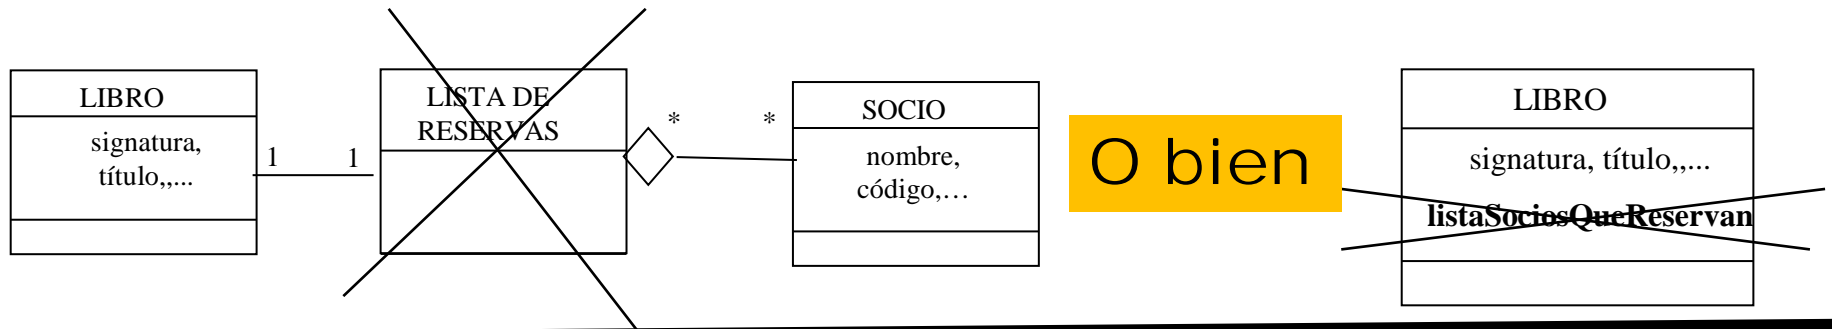 LIBRO
signatura,
título,,...
1
1
LISTA DE
RESERVAS
*
*
SOCIO
nombre,
código,…
O bien
LIBRO
signatura, título,,...
listaSociosQueReservan